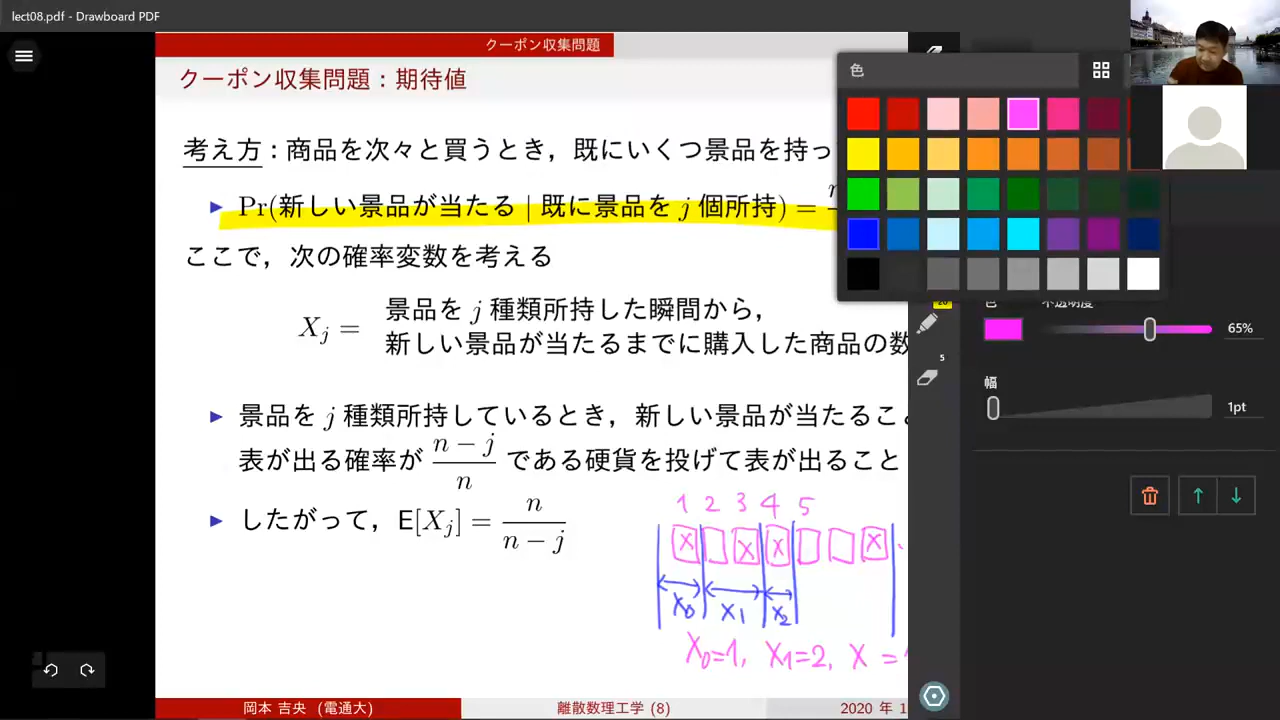 lect08.pdf - Drawboard PDF
クーポン収集問題
クーポン収集問題：期待値
色
考え方：商品を次々と買うとき，既にいくつ景品を持っ
▶ Pr(新しい景品が当たる | 既に景品を j 個所持) =
ここで，次の確率変数を考える
X_j = 景品を j 種類所持した瞬間から，
新しい景品が当たるまでに購入した商品の数
▶ 景品を j 種類所持しているとき，新しい景品が当たるこ
表が出る確率が (n − j)/n である硬貨を投げて表が出ること
▶ したがって，E[X_j] = n/(n − j)
1 2 3 4 5
X X X X
X0 X1 X2
X0=1, X1=2, X =
20
不透明度
65%
5
幅
1pt
岡本 吉央 (電通大)
離散数理工学 (8)
2020 年 1